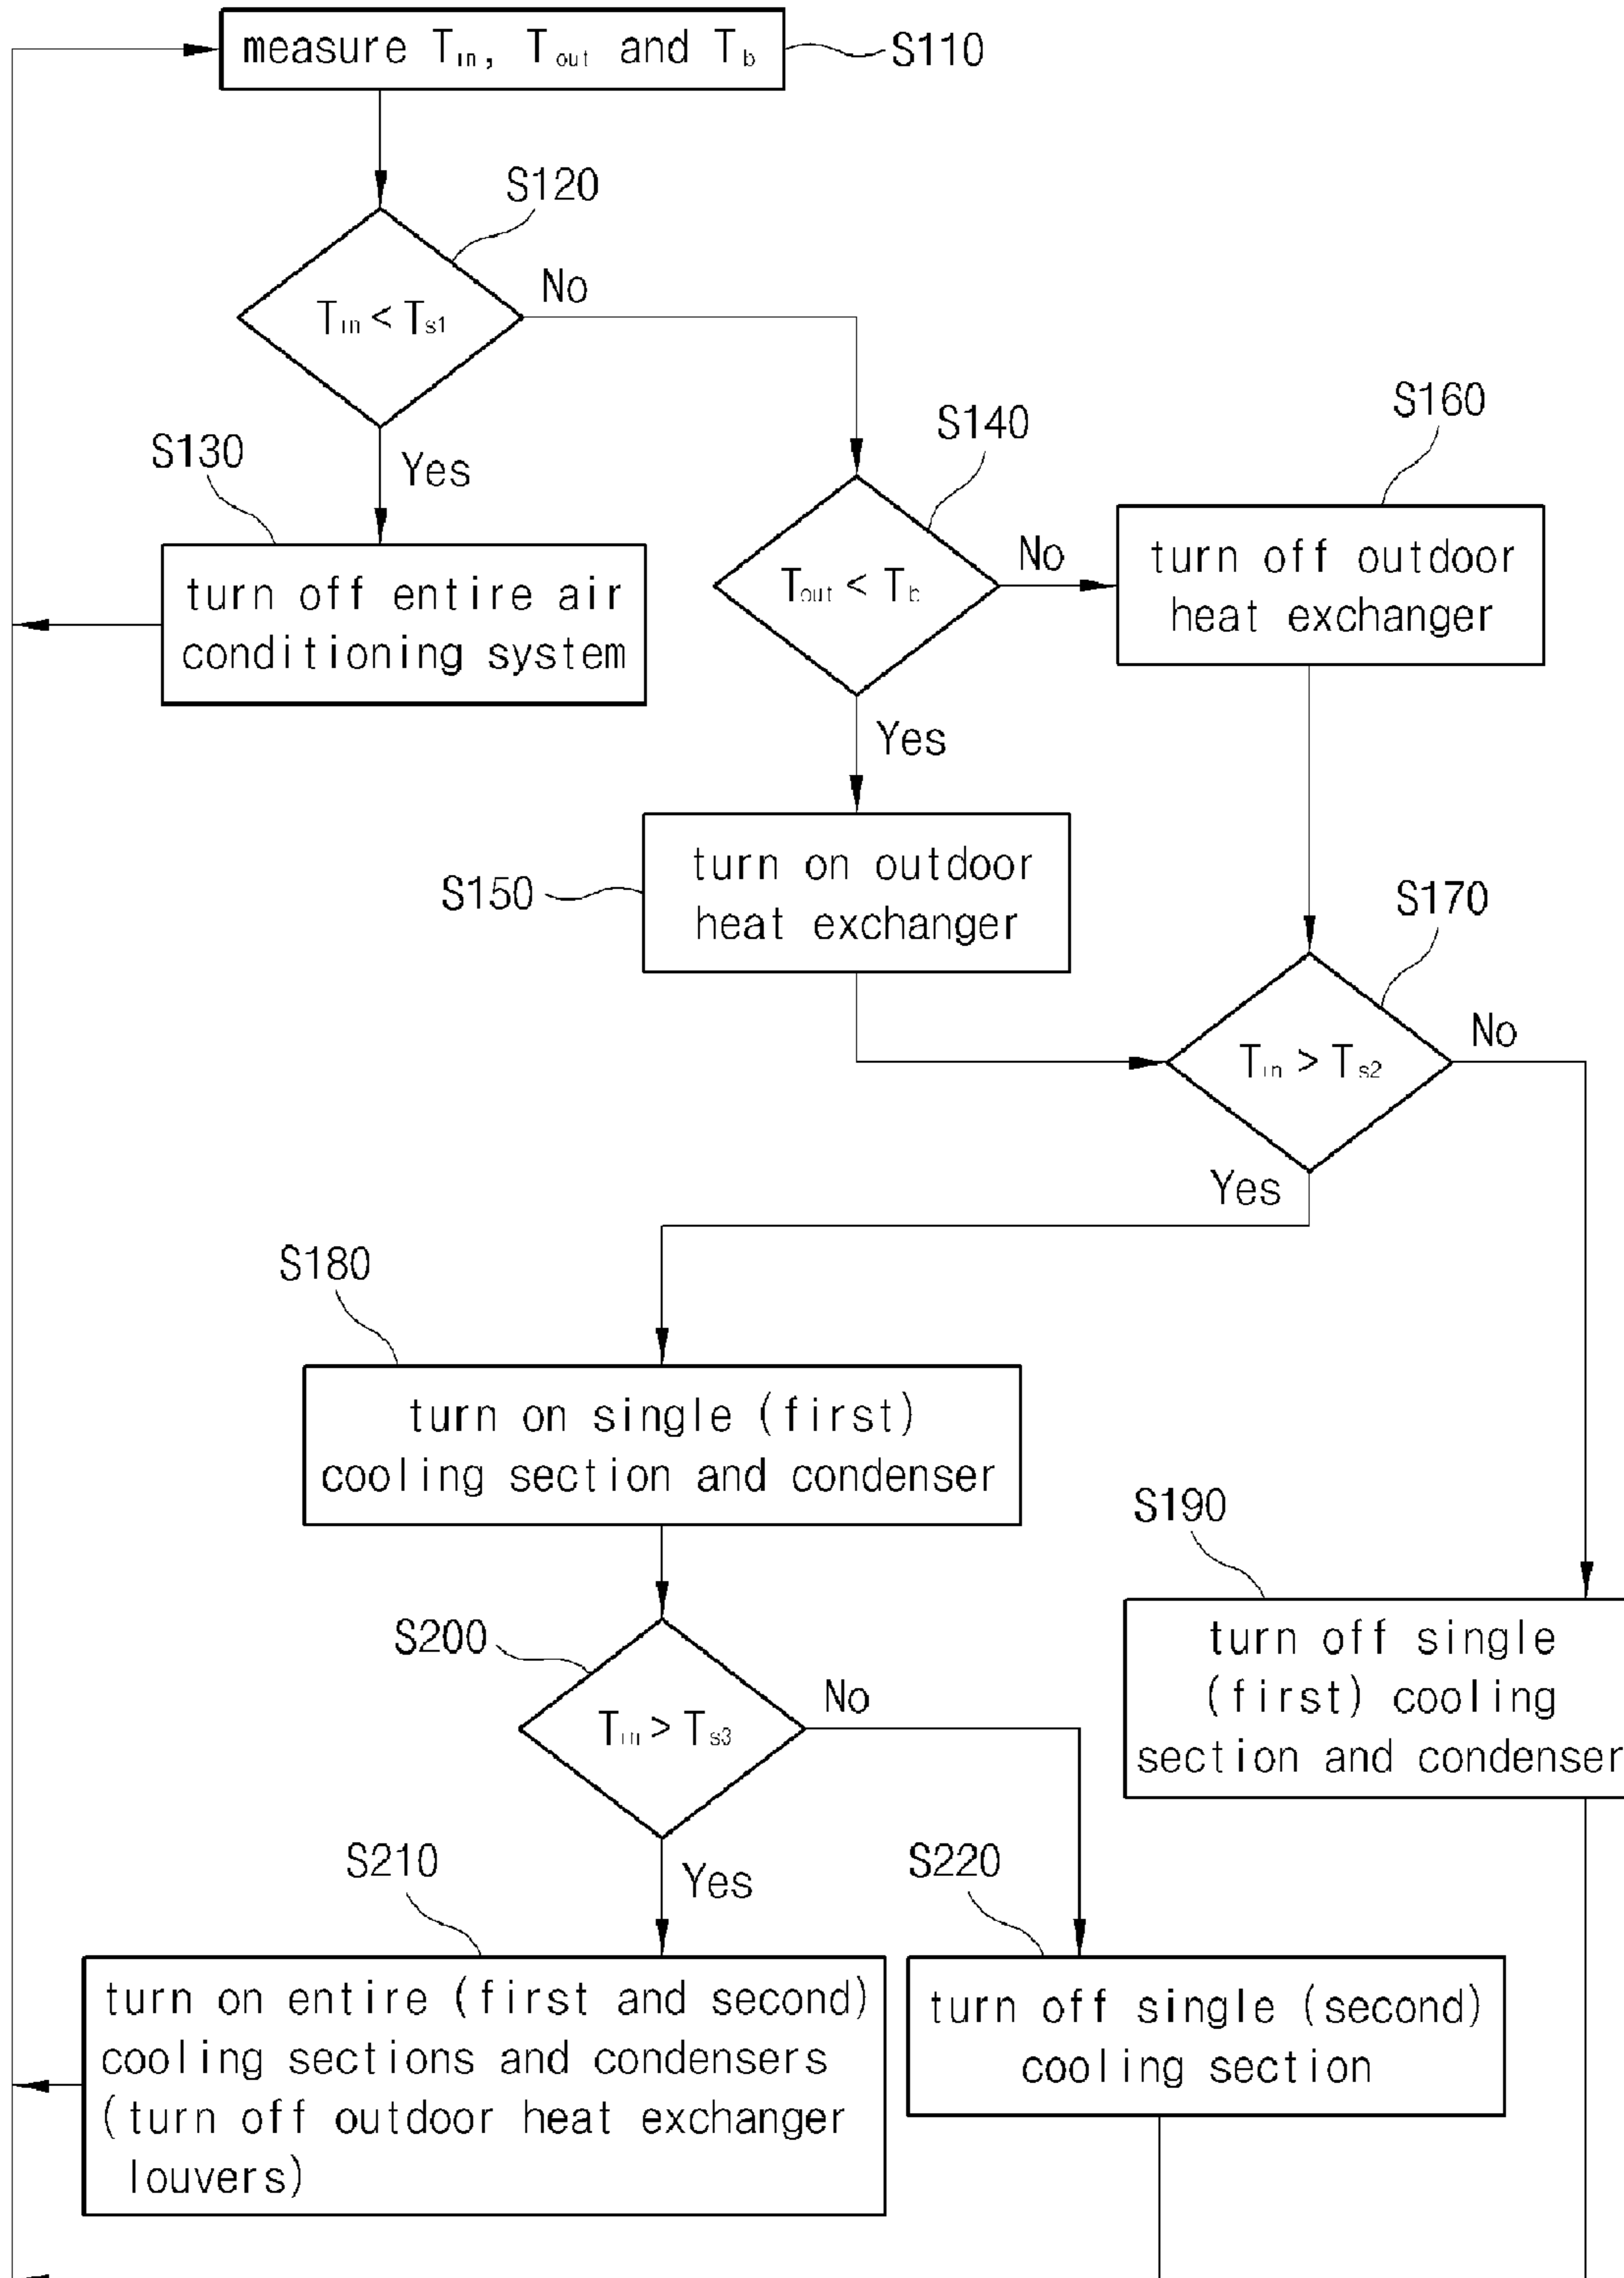 measure Tin, Tout and Tb
S110
S120
Tin < Ts1
No
S130
Yes
turn off entire air
conditioning system
S140
Tout < Tb
No
S160
turn off outdoor
heat exchanger
Yes
S150
turn on outdoor
heat exchanger
S170
Tin > Ts2
No
Yes
S180
turn on single (first)
cooling section and condenser
S190
turn off single
(first) cooling
section and condenser
S200
Tin > Ts3
No
Yes
S210
turn on entire (first and second)
cooling sections and condensers
(turn off outdoor heat exchanger
louvers)
S220
turn off single (second)
cooling section